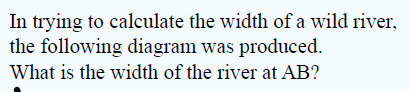 In trying to calculate the width of a wild river,
the following diagram was produced.
What is the width of the river at AB?